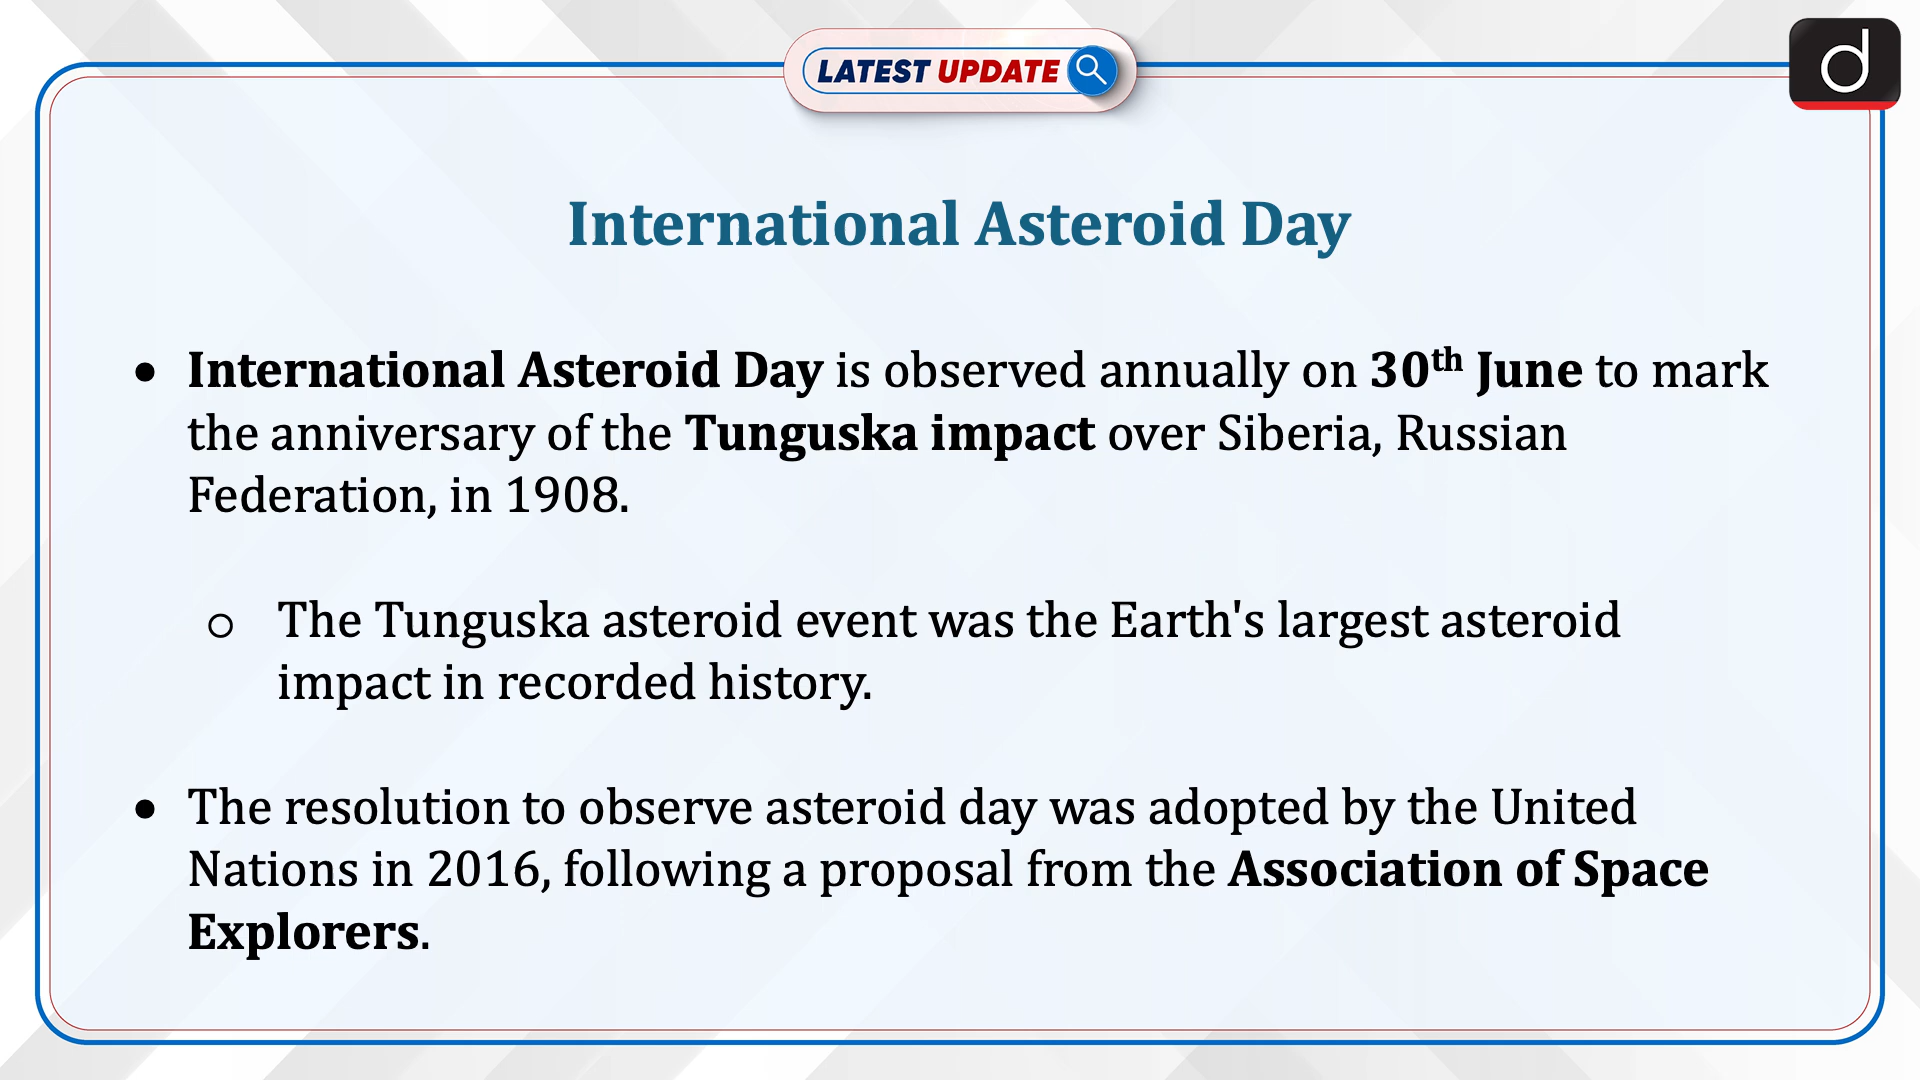 LATEST UPDATE
d
International Asteroid Day
● International Asteroid Day is observed annually on 30th June to mark
the anniversary of the Tunguska impact over Siberia, Russian
Federation, in 1908.
○ The Tunguska asteroid event was the Earth's largest asteroid
impact in recorded history.
● The resolution to observe asteroid day was adopted by the United
Nations in 2016, following a proposal from the Association of Space
Explorers.